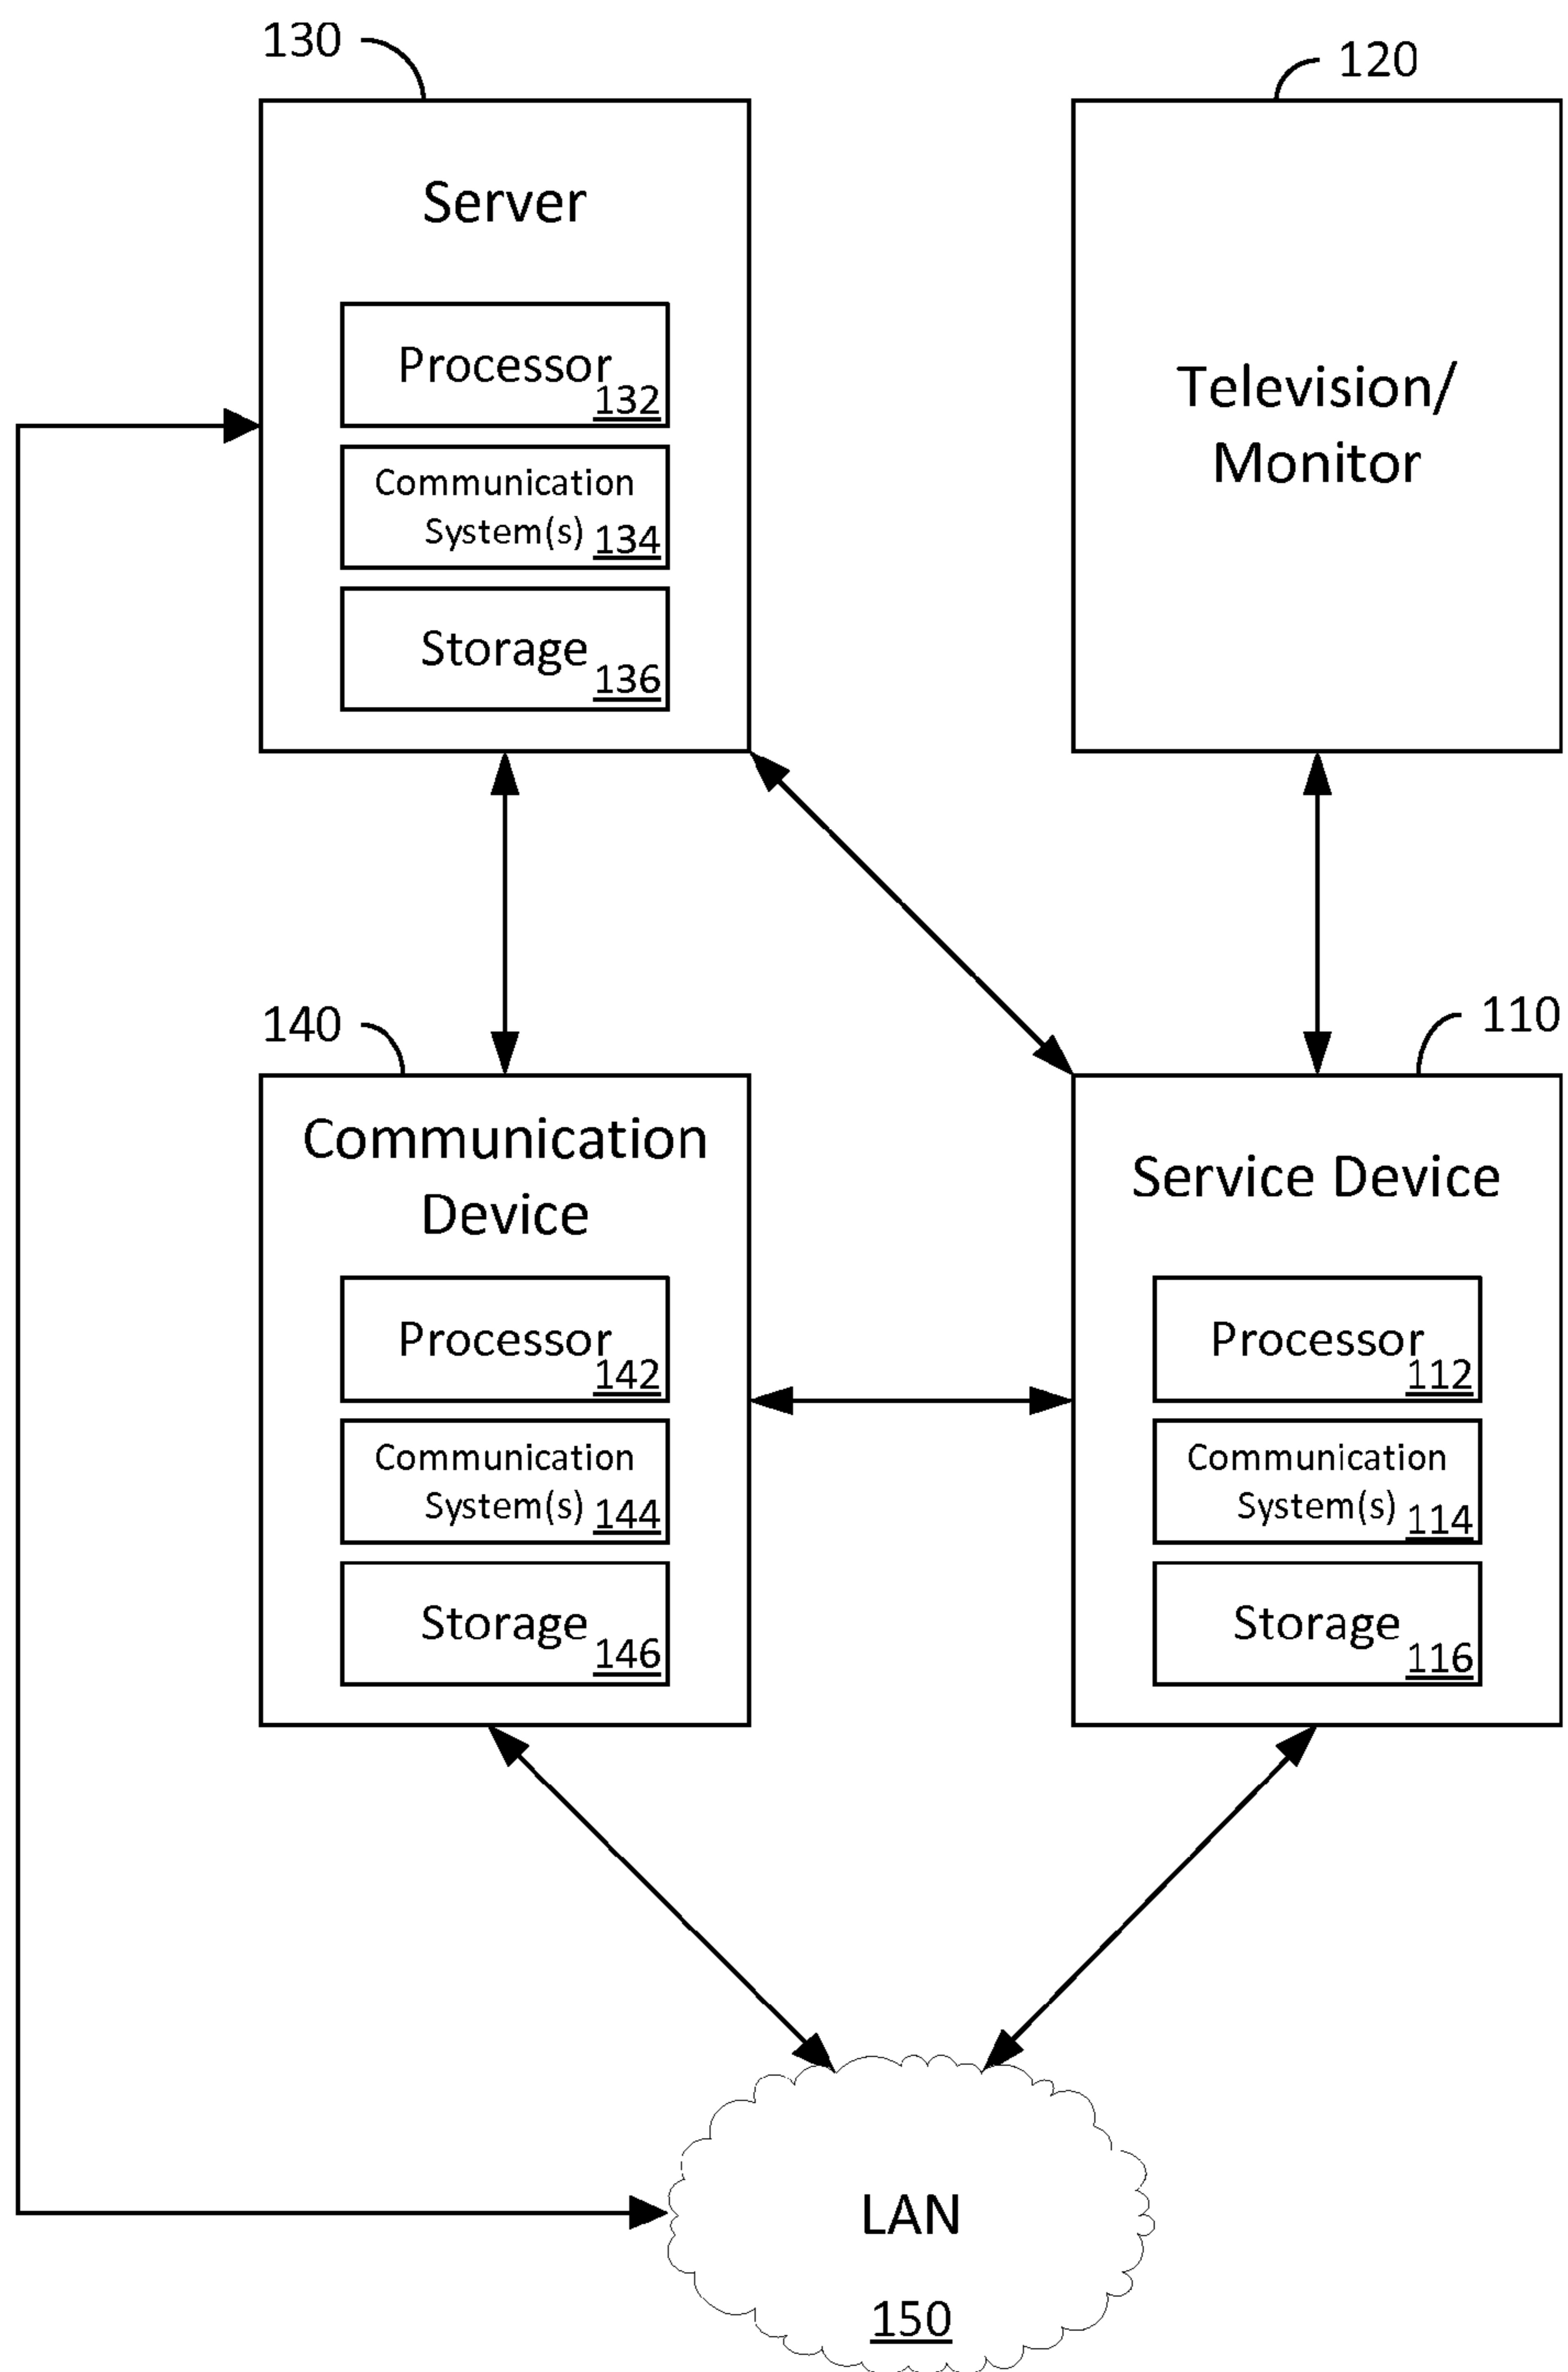 130
120
Server
Processor
132
Communication
System(s) 134
Storage
136
Television/
Monitor
140
110
Communication
Device
Processor
142
Communication
System(s) 144
Storage
146
Service Device
Processor
112
Communication
System(s) 114
Storage
116
LAN
150